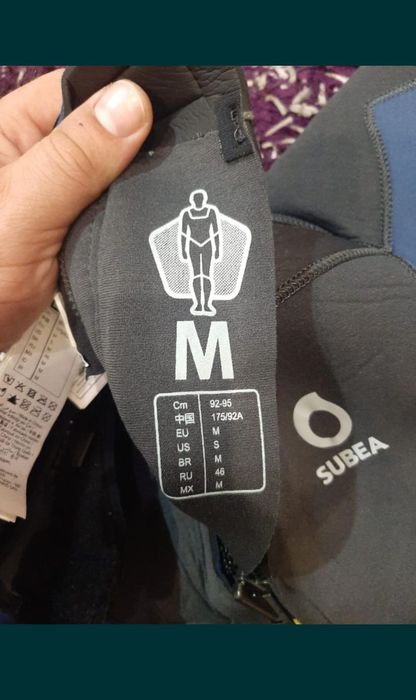 M
Cm 92-95
中国 175/92A
EU M
US S
BR M
RU 46
MX M
SUBEA